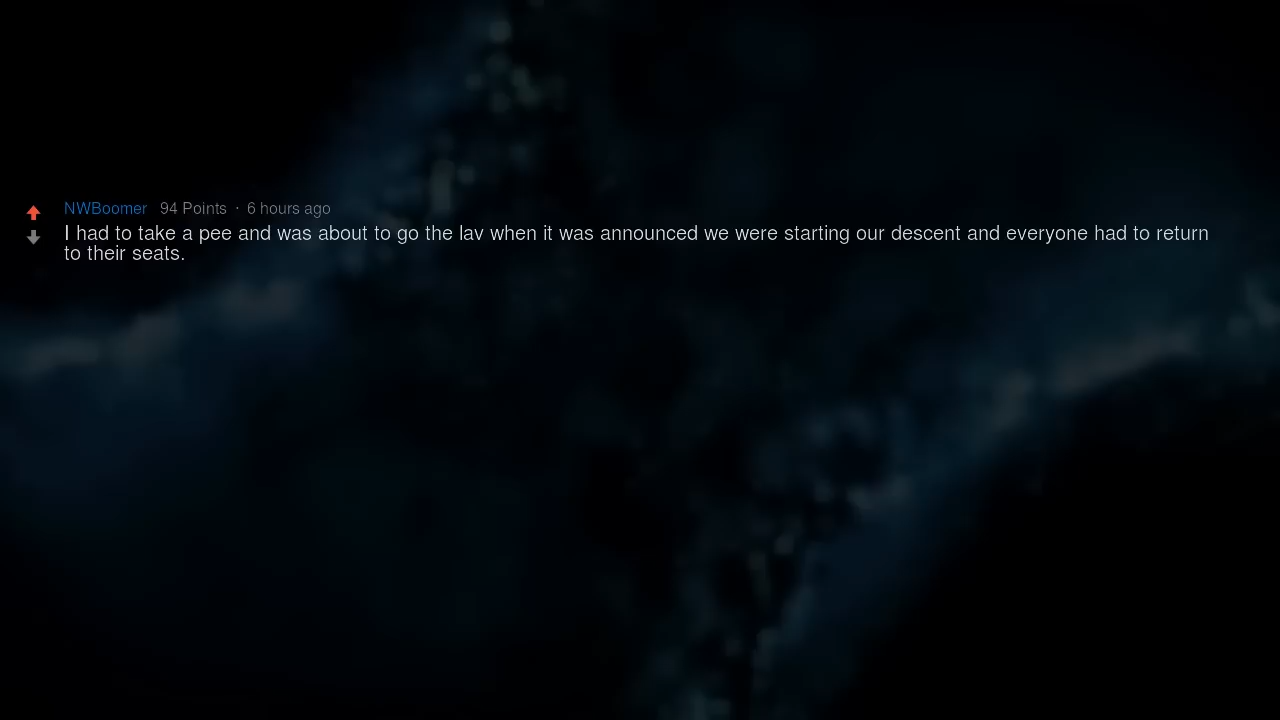 NWBoomer 94 Points · 6 hours ago
I had to take a pee and was about to go the lav when it was announced we were starting our descent and everyone had to return
to their seats.